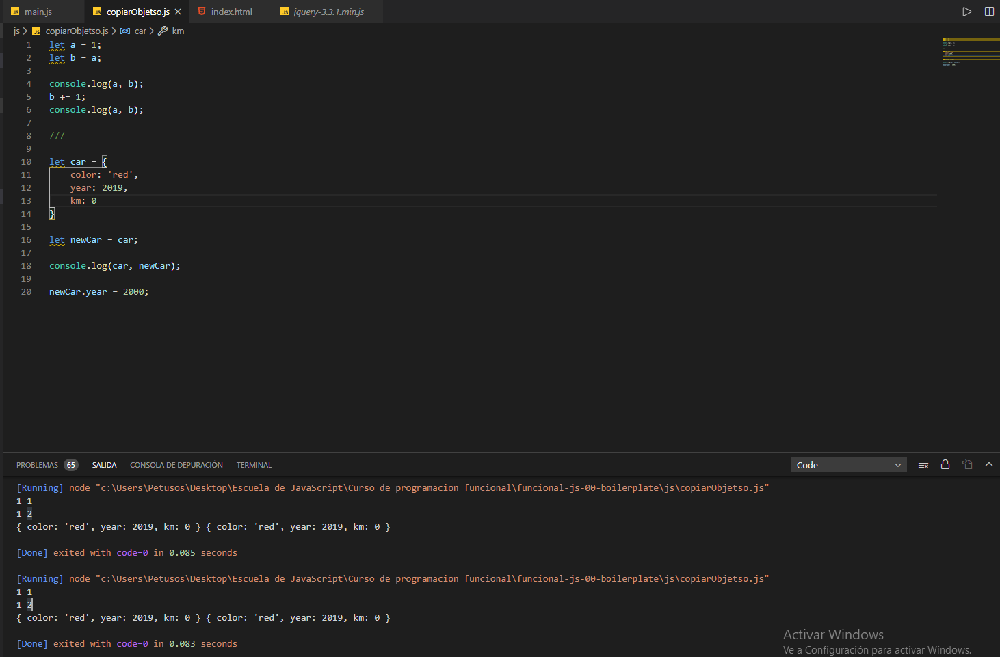 JS main.js JS copiarObjetso.js index.html JS jquery-3.3.1.min.js
js JS copiarObjetso.js car km
1 let a = 1;
2 let b = a;
3
4 console.log(a, b);
5 b += 1;
6 console.log(a, b);
7
8 ///
9
10 let car = {
11 color: 'red',
12 year: 2019,
13 km: 0
14 }
15
16 let newCar = car;
17
18 console.log(car, newCar);
19
20 newCar.year = 2000;
PROBLEMAS 65 SALIDA CONSOLA DE DEPURACIÓN TERMINAL Code
[Running] node "c:\Users\Petusos\Desktop\Escuela de JavaScript\Curso de programacion funcional\funcional-js-00-boilerplate\js\copiarObjetso.js"
1 1
1 2
{ color: 'red', year: 2019, km: 0 } { color: 'red', year: 2019, km: 0 }
[Done] exited with code=0 in 0.085 seconds
[Running] node "c:\Users\Petusos\Desktop\Escuela de JavaScript\Curso de programacion funcional\funcional-js-00-boilerplate\js\copiarObjetso.js"
1 1
1 2
{ color: 'red', year: 2019, km: 0 } { color: 'red', year: 2019, km: 0 }
[Done] exited with code=0 in 0.083 seconds
Activar Windows
Ve a Configuración para activar Windows.